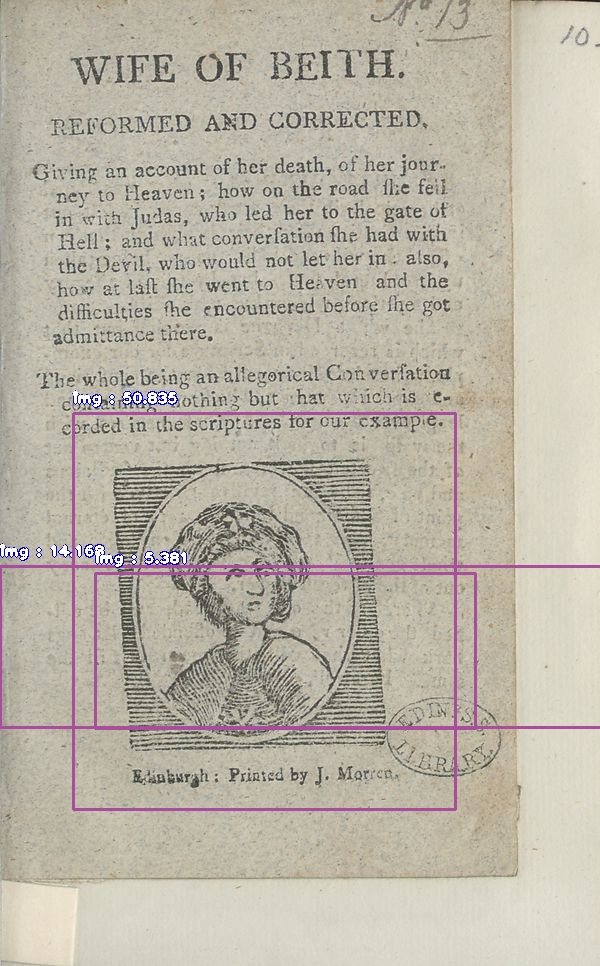 No 13
10
WIFE OF BEITH.
REFORMED AND CORRECTED,
Giving an account of her death, of her jour-
ney to Heaven; how on the road ſhe fell
in with Judas, who led her to the gate of
Hell; and what converſation ſhe had with
the Devil, who would not let her in. also,
how at laſt ſhe went to Heaven and the
difficulties ſhe encountered before ſhe got
admittance there.
The whole being an allegorical Converſation
nothing but which is
corded in the scriptures for our example.
img : 50.835
img : 14.169
img : 5.381
LIBRARY.
Edinburgh: Printed by J. Morren.